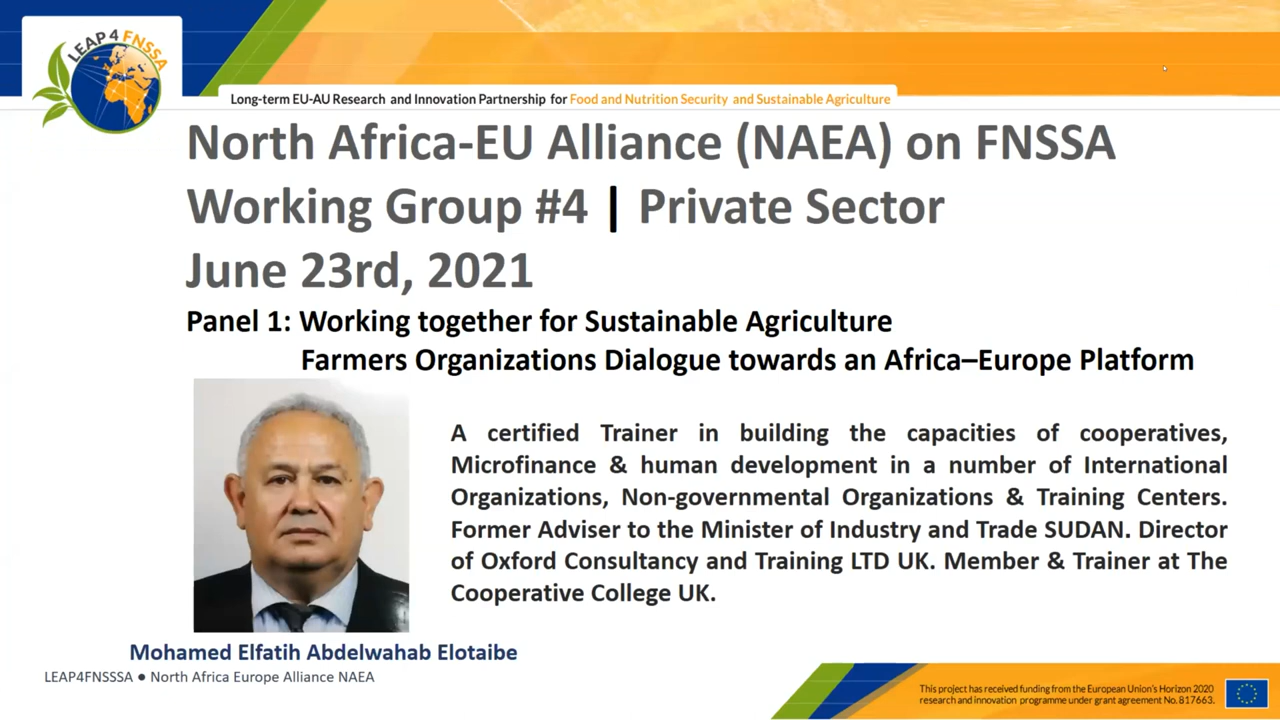 LEAP 4 FNSSA
Long-term EU-AU Research and Innovation Partnership for Food and Nutrition Security and Sustainable Agriculture
North Africa-EU Alliance (NAEA) on FNSSA
Working Group #4 | Private Sector
June 23rd, 2021
Panel 1: Working together for Sustainable Agriculture
Farmers Organizations Dialogue towards an Africa–Europe Platform
A certified Trainer in building the capacities of cooperatives,
Microfinance & human development in a number of International
Organizations, Non-governmental Organizations & Training Centers.
Former Adviser to the Minister of Industry and Trade SUDAN. Director
of Oxford Consultancy and Training LTD UK. Member & Trainer at The
Cooperative College UK.
Mohamed Elfatih Abdelwahab Elotaibe
LEAP4FNSSSA ● North Africa Europe Alliance NAEA
This project has received funding from the European Union's Horizon 2020
research and innovation programme under grant agreement No. 817663.